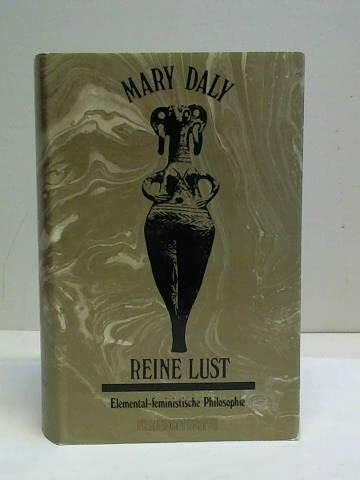 MARY DALY
REINE LUST
Elemental-feministische Philosophie